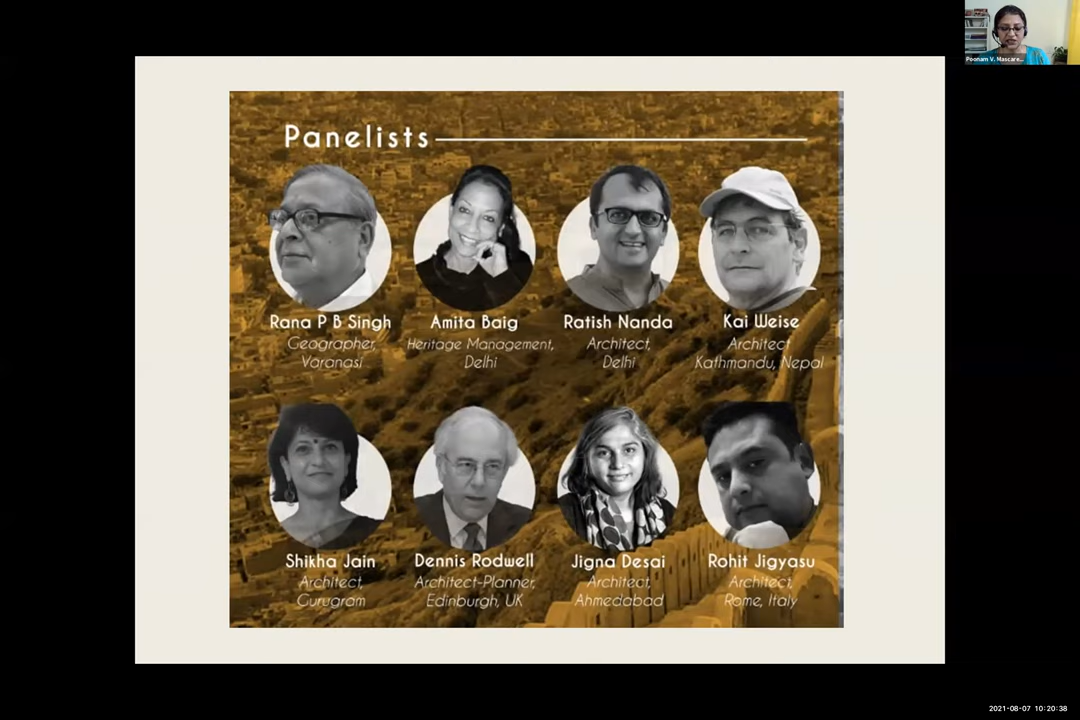 Poonam V. Mascare...
Panelists
Rana P B Singh
Geographer,
Varanasi
Amita Baig
Heritage Management,
Delhi
Ratish Nanda
Architect,
Delhi
Kai Weise
Architect
Kathmandu, Nepal
Shikha Jain
Architect,
Gurugram
Dennis Rodwell
Architect-Planner,
Edinburgh, UK
Jigna Desai
Architect,
Ahmedabad
Rohit Jigyasu
Architect,
Rome, Italy
2021-08-07 10:20:38